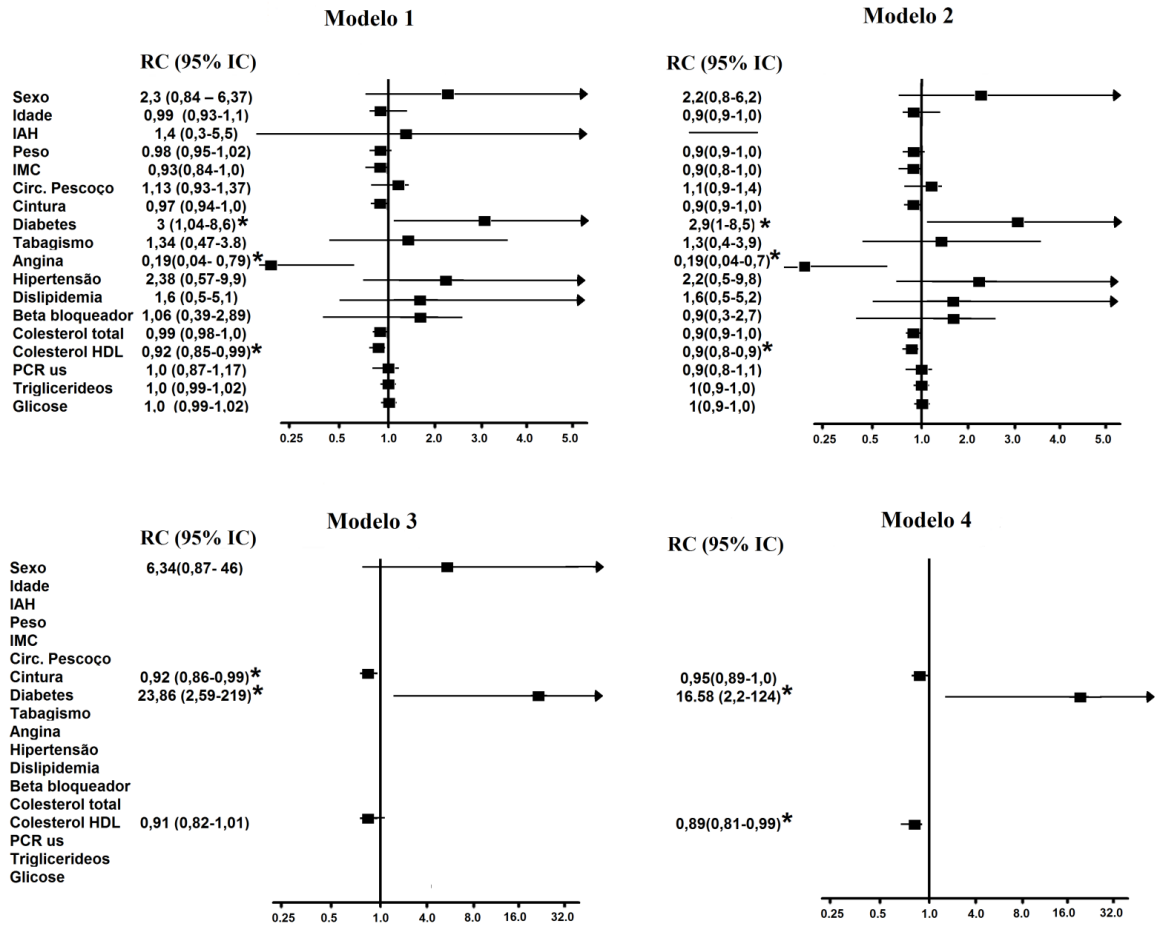 Modelo 1
RC (95% IC)
Sexo 2,3 (0,84 – 6,37)
Idade 0,99 (0,93-1,1)
IAH 1,4 (0,3-5,5)
Peso 0.98 (0,95-1,02)
IMC 0,93(0,84-1,0)
Circ. Pescoço 1,13 (0,93-1,37)
Cintura 0,97 (0,94-1,0)
Diabetes 3 (1,04-8,6)*
Tabagismo 1,34 (0,47-3.8)
Angina 0,19(0,04- 0,79)*
Hipertensão 2,38 (0,57-9,9)
Dislipidemia 1,6 (0,5-5,1)
Beta bloqueador 1,06 (0,39-2,89)
Colesterol total 0,99 (0,98-1,0)
Colesterol HDL 0,92 (0,85-0,99)*
PCR us 1,0 (0,87-1,17)
Triglicerideos 1,0 (0,99-1,02)
Glicose 1,0 (0,99-1,02)
0.25 0.5 1.0 2.0 3.0 4.0 5.0
Modelo 2
RC (95% IC)
2,2(0,8-6,2)
0,9(0,9-1,0)
0,9(0,9-1,0)
0,9(0,8-1,0)
1,1(0,9-1,4)
0,9(0,9-1,0)
2,9(1-8,5)*
1,3(0,4-3,9)
0,19(0,04-0,7)*
2,2(0,5-9,8)
1,6(0,5-5,2)
0,9(0,3-2,7)
0,9(0,9-1,0)
0,9(0,8-0,9)*
0,9(0,8-1,1)
1(0,9-1,0)
1(0,9-1,0)
0.25 0.5 1.0 2.0 3.0 4.0 5.0
Modelo 3
RC (95% IC)
Sexo 6,34(0,87- 46)
Idade
IAH
Peso
IMC
Circ. Pescoço
Cintura 0,92 (0,86-0,99)*
Diabetes 23,86 (2,59-219)*
Tabagismo
Angina
Hipertensão
Dislipidemia
Beta bloqueador
Colesterol total
Colesterol HDL 0,91 (0,82-1,01)
PCR us
Triglicerideos
Glicose
0.25 0.5 1.0 4.0 8.0 16.0 32.0
Modelo 4
RC (95% IC)
0,95(0,89-1,0)
16.58 (2,2-124)*
0,89(0,81-0,99)*
0.25 0.5 1.0 4.0 8.0 16.0 32.0